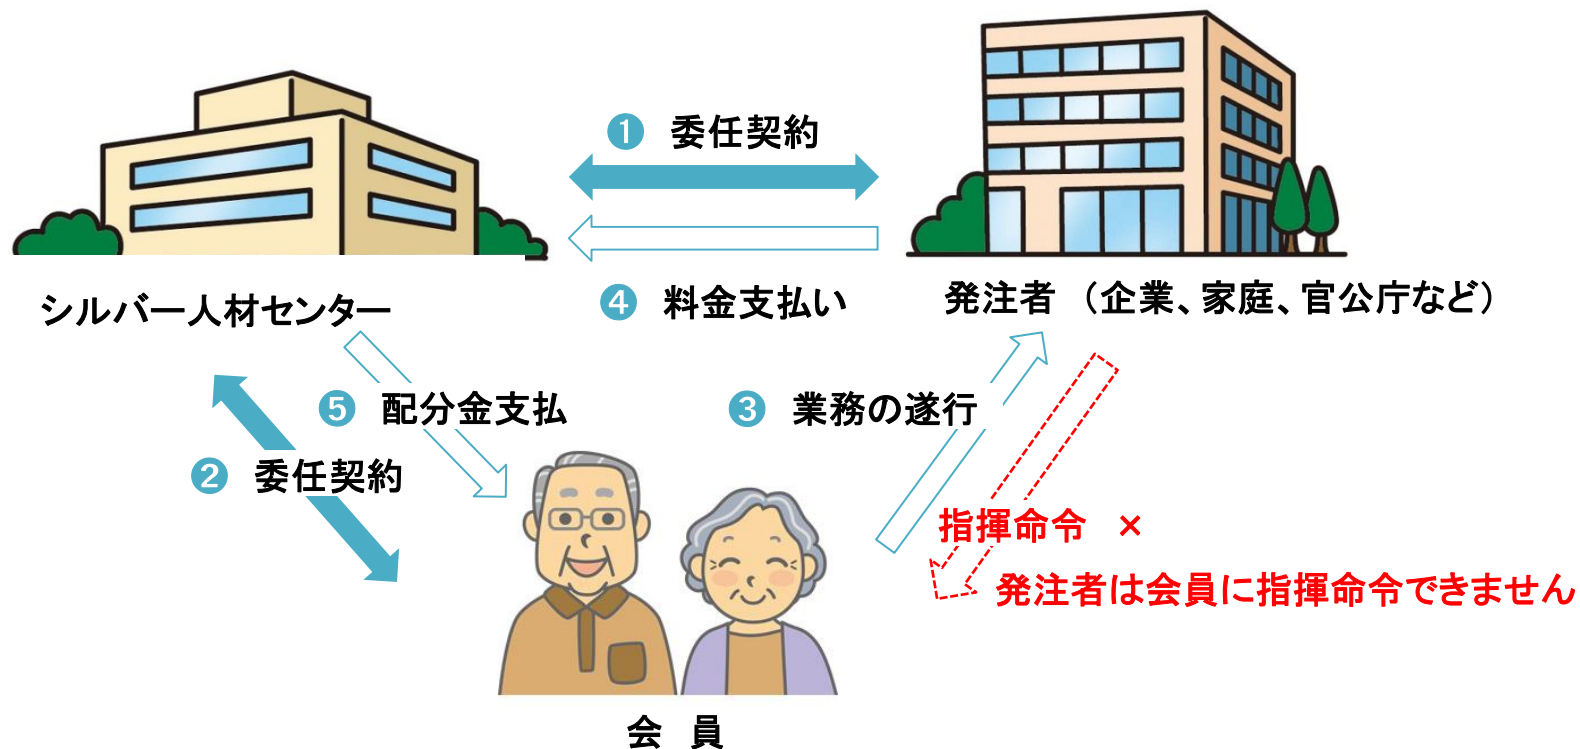 ❶ 委任契約
❹ 料金支払い
シルバー人材センター
発注者 （企業、家庭、官公庁など）
❺ 配分金支払
❸ 業務の遂行
❷ 委任契約
指揮命令 ×
発注者は会員に指揮命令できません
会 員